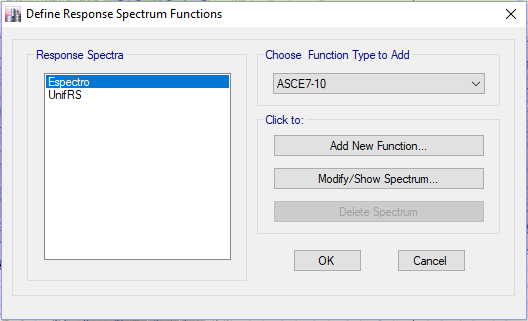 Define Response Spectrum Functions
Response Spectra
Espectro
UnifRS
Choose Function Type to Add
ASCE7-10
Click to:
Add New Function...
Modify/Show Spectrum...
Delete Spectrum
OK
Cancel